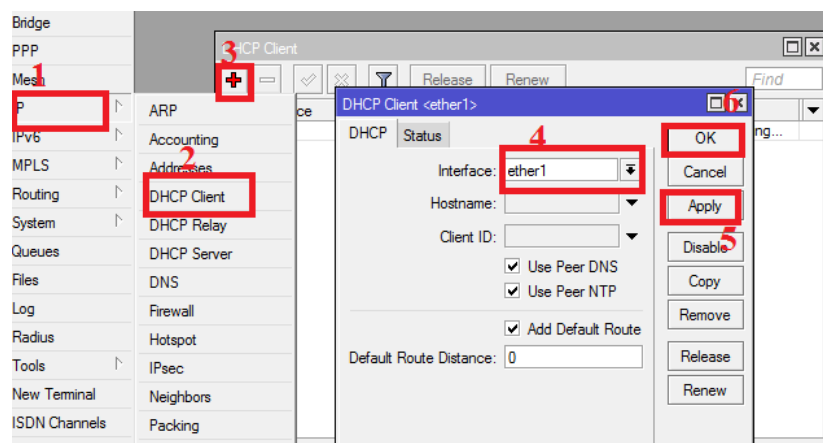 Bridge
PPP
Mesh
1
IP
IPv6
MPLS
Routing
System
Queues
Files
Log
Radius
Tools
New Terminal
ISDN Channels
2
ARP
Accounting
Addresses
DHCP Client
DHCP Relay
DHCP Server
DNS
Firewall
Hotspot
IPsec
Neighbors
Packing
DHCP Client
3
Release Renew Find
ce
ng...
DHCP Client <ether1>
DHCP Status
4
Interface: ether1
Hostname:
Client ID:
Use Peer DNS
Use Peer NTP
Add Default Route
Default Route Distance: 0
6
OK
Cancel
Apply
5
Disable
Copy
Remove
Release
Renew